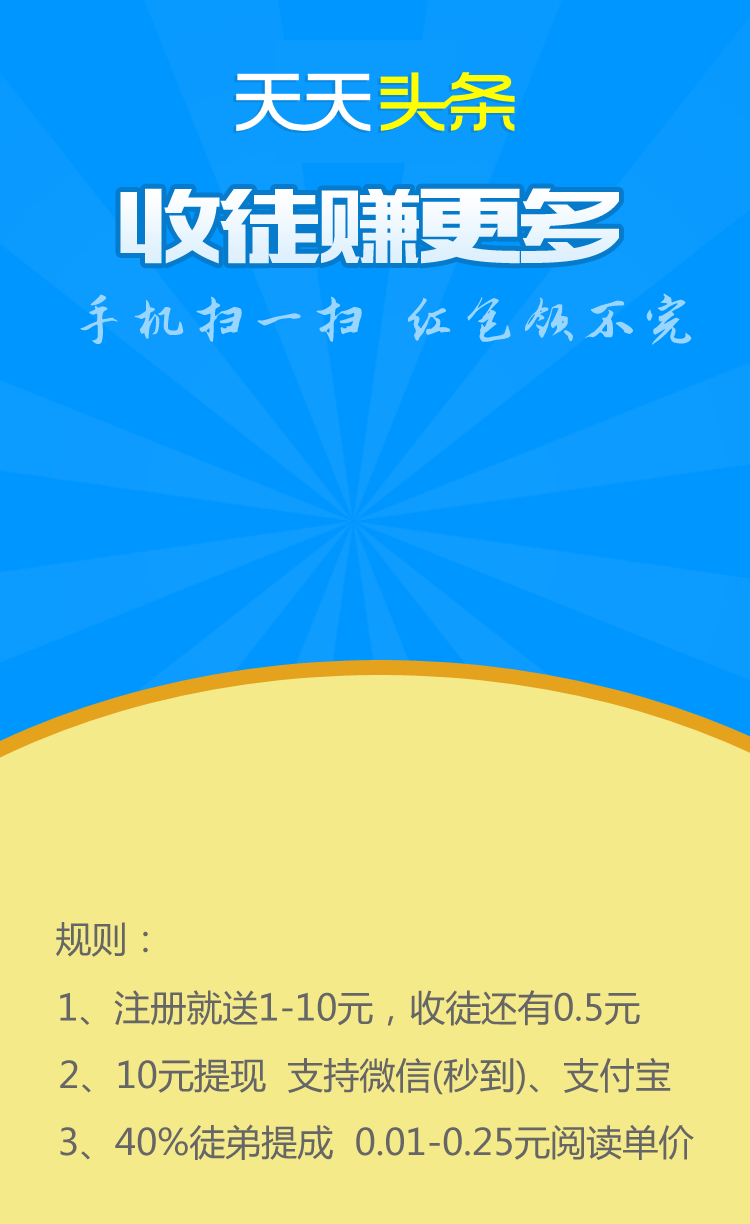 天天头条
收徒赚更多
手机扫一扫 红包领不完
规则：
1、注册就送1-10元，收徒还有0.5元
2、10元提现 支持微信(秒到)、支付宝
3、40%徒弟提成 0.01-0.25元阅读单价